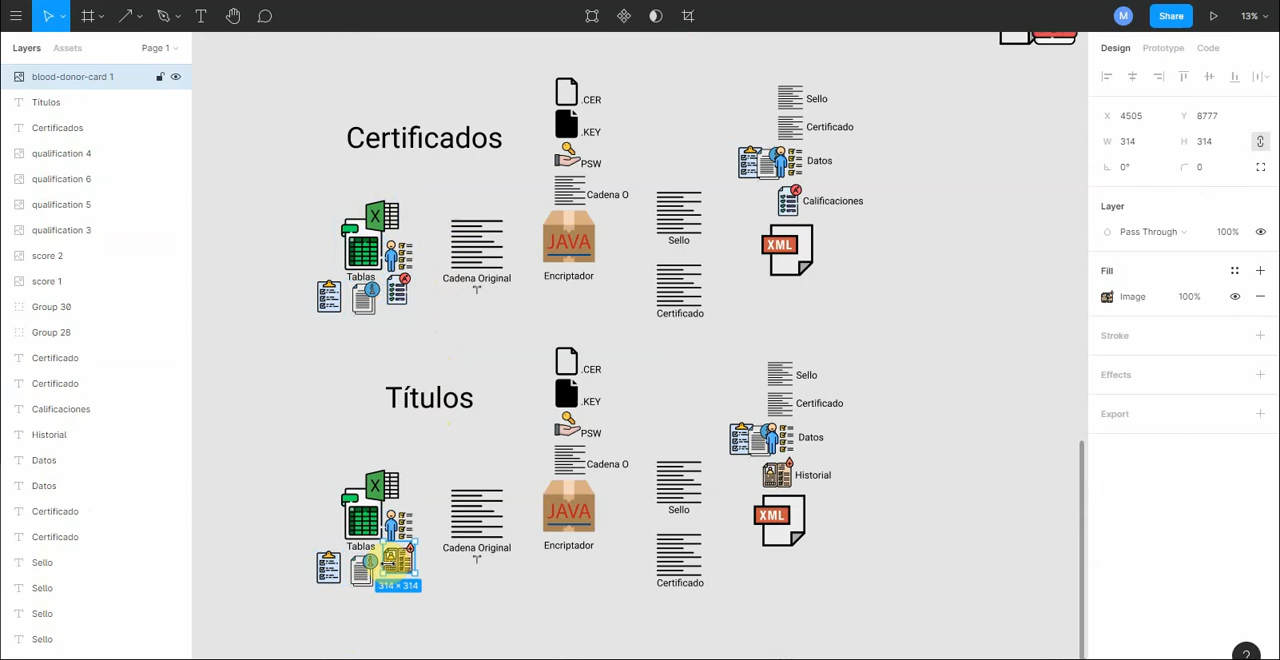 M
Share
13%
Layers
Assets
Page 1
blood-donor-card 1
Títulos
Certificados
qualification 4
qualification 6
qualification 5
qualification 3
score 2
score 1
Group 30
Group 28
Certificado
Certificado
Calificaciones
Historial
Datos
Datos
Certificado
Certificado
Sello
Sello
Sello
Sello
Certificados
.CER
.KEY
PSW
Cadena O
JAVA
Encriptador
X
Tablas
Cadena Original
"|"
Sello
Certificado
Sello
Certificado
Datos
Calificaciones
XML
Títulos
.CER
.KEY
PSW
Cadena O
JAVA
Encriptador
X
Tablas
314 × 314
Cadena Original
"|"
Sello
Certificado
Sello
Certificado
Datos
Historial
XML
Design
Prototype
Code
X 4505
Y 8777
W 314
H 314
0°
0
Layer
Pass Through
100%
Fill
Image
100%
Stroke
Effects
Export
?